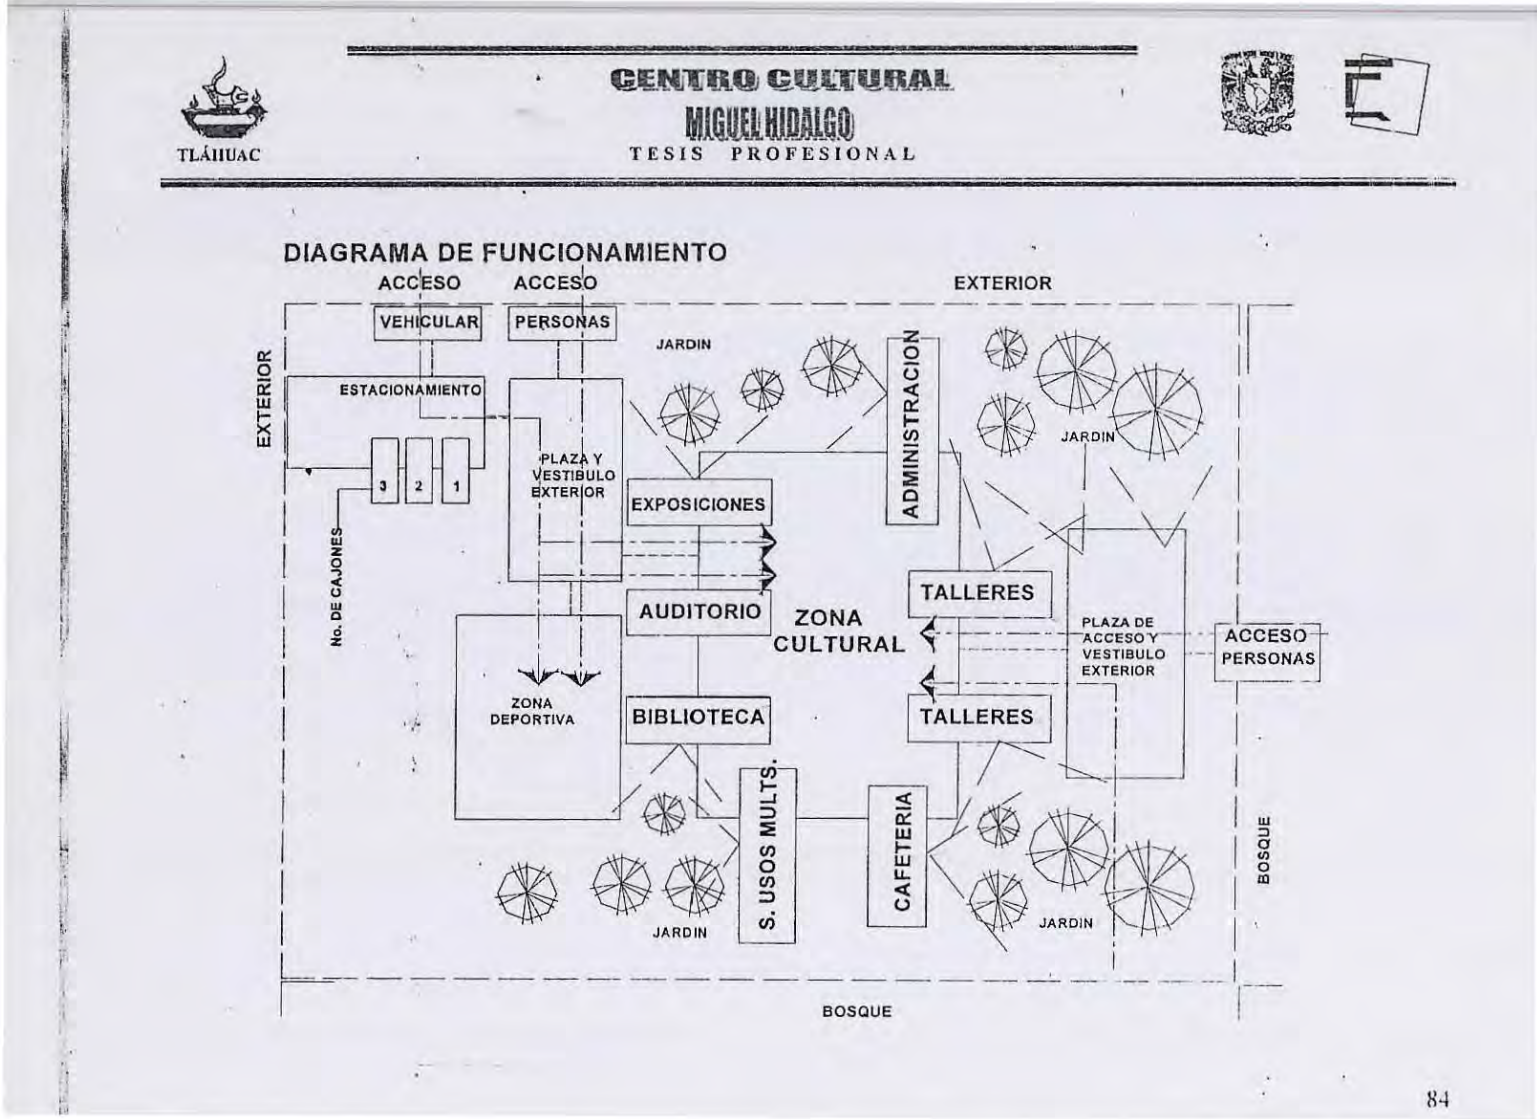 CENTRO CULTURAL
MIGUEL HIDALGO
TESIS PROFESIONAL
TLÁHUAC
DIAGRAMA DE FUNCIONAMIENTO
ACCESO
ACCESO
EXTERIOR
VEHICULAR
PERSONAS
JARDIN
EXTERIOR
ESTACIONAMIENTO
ADMINISTRACION
JARDIN
PLAZA Y
VESTIBULO
EXTERIOR
3
2
1
EXPOSICIONES
No. DE CAJONES
AUDITORIO
ZONA
CULTURAL
TALLERES
PLAZA DE
ACCESO Y
VESTIBULO
EXTERIOR
ACCESO
PERSONAS
ZONA
DEPORTIVA
BIBLIOTECA
TALLERES
S. USOS MULTS.
CAFETERIA
BOSQUE
JARDIN
JARDIN
BOSQUE
84